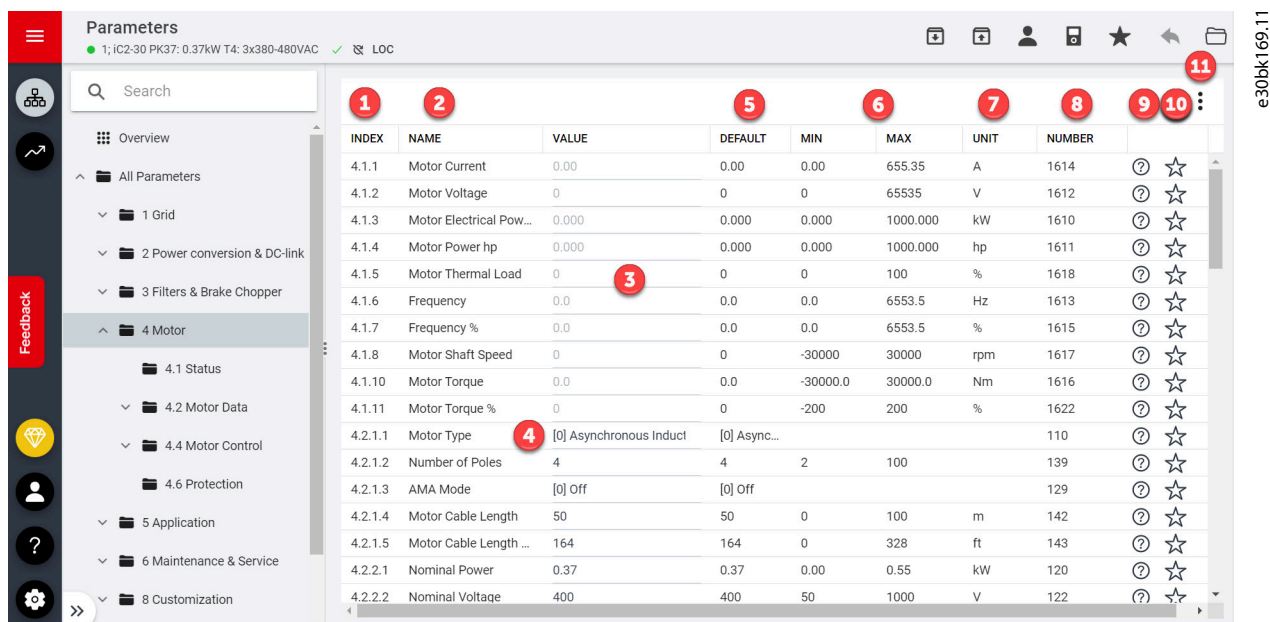 Parameters
1; iC2-30 PK37: 0.37kW T4: 3x380-480VAC LOC
e30bk169.11
Search
Overview
All Parameters
1 Grid
2 Power conversion & DC-link
3 Filters & Brake Chopper
4 Motor
4.1 Status
4.2 Motor Data
4.4 Motor Control
4.6 Protection
5 Application
6 Maintenance & Service
8 Customization
Feedback
11
1 2 5 6 7 8 9 10
INDEX NAME VALUE DEFAULT MIN MAX UNIT NUMBER
4.1.1 Motor Current 0.00 0.00 0.00 655.35 A 1614
4.1.2 Motor Voltage 0 0 0 65535 V 1612
4.1.3 Motor Electrical Pow... 0.000 0.000 0.000 1000.000 kW 1610
4.1.4 Motor Power hp 0.000 0.000 0.000 1000.000 hp 1611
4.1.5 Motor Thermal Load 0 3 0 0 100 % 1618
4.1.6 Frequency 0.0 0.0 0.0 6553.5 Hz 1613
4.1.7 Frequency % 0.0 0.0 0.0 6553.5 % 1615
4.1.8 Motor Shaft Speed 0 0 -30000 30000 rpm 1617
4.1.10 Motor Torque 0.0 0.0 -30000.0 30000.0 Nm 1616
4.1.11 Motor Torque % 0 0 -200 200 % 1622
4.2.1.1 Motor Type 4 [0] Asynchronous Induct [0] Async... 110
4.2.1.2 Number of Poles 4 4 2 100 139
4.2.1.3 AMA Mode [0] Off [0] Off 129
4.2.1.4 Motor Cable Length 50 50 0 100 m 142
4.2.1.5 Motor Cable Length ... 164 164 0 328 ft 143
4.2.2.1 Nominal Power 0.37 0.37 0.00 0.55 kW 120
4.2.2.2 Nominal Voltage 400 400 50 1000 V 122